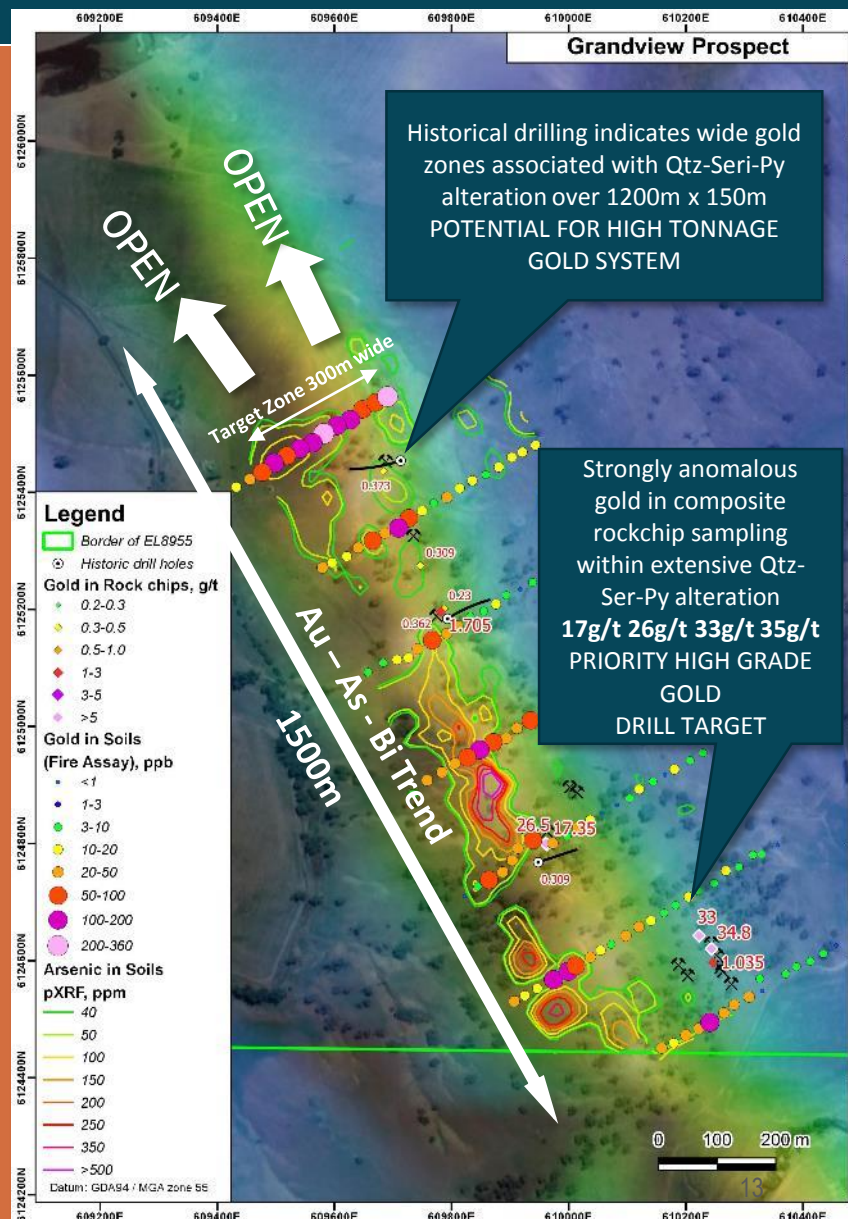 609200E 609400E 609600E 609800E 610000E 610200E 610400E
Grandview Prospect
6126000N
6125800N
6125600N
6125400N
6125200N
6125000N
6124800N
6124600N
6124400N
6124200N
Historical drilling indicates wide gold
zones associated with Qtz-Seri-Py
alteration over 1200m x 150m
POTENTIAL FOR HIGH TONNAGE
GOLD SYSTEM
OPEN
OPEN
Target Zone 300m wide
0.373
0.309
0.23
0.362
1.705
Strongly anomalous
gold in composite
rockchip sampling
within extensive Qtz-
Ser-Py alteration
17g/t 26g/t 33g/t 35g/t
PRIORITY HIGH GRADE
GOLD
DRILL TARGET
Au – As - Bi Trend
1500m
26.5 17.35
0.309
33
34.8
1.035
Legend
Border of EL8955
Historic drill holes
Gold in Rock chips, g/t
0.2-0.3
0.3-0.5
0.5-1.0
1-3
3-5
>5
Gold in Soils
(Fire Assay), ppb
<1
1-3
3-10
10-20
20-50
50-100
100-200
200-360
Arsenic in Soils
pXRF, ppm
40
50
100
150
200
250
350
>500
Datum: GDA94 / MGA zone 55
0 100 200 m
13
609200E 609400E 609600E 609800E 610000E 610200E 610400E